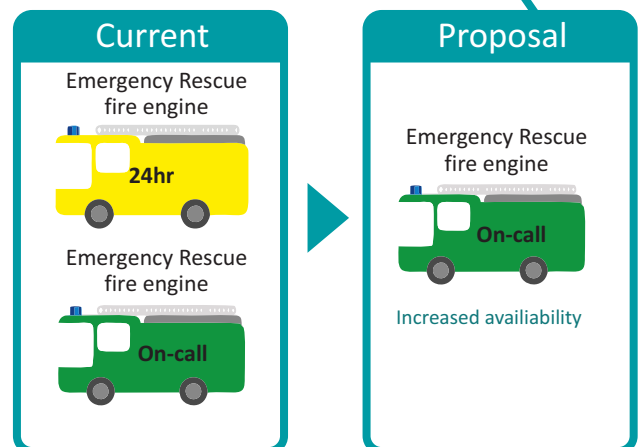 Current
Emergency Rescue
fire engine
24hr
Emergency Rescue
fire engine
On-call
Proposal
Emergency Rescue
fire engine
On-call
Increased availiability